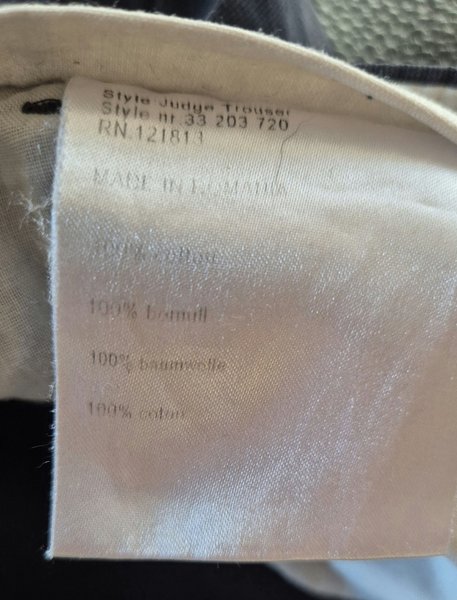 Style Judge Trouser
Style nr.33 203 720
RN.121813
MADE IN ROMANIA
100% cotton
100% bomull
100% baumwolle
100% coton